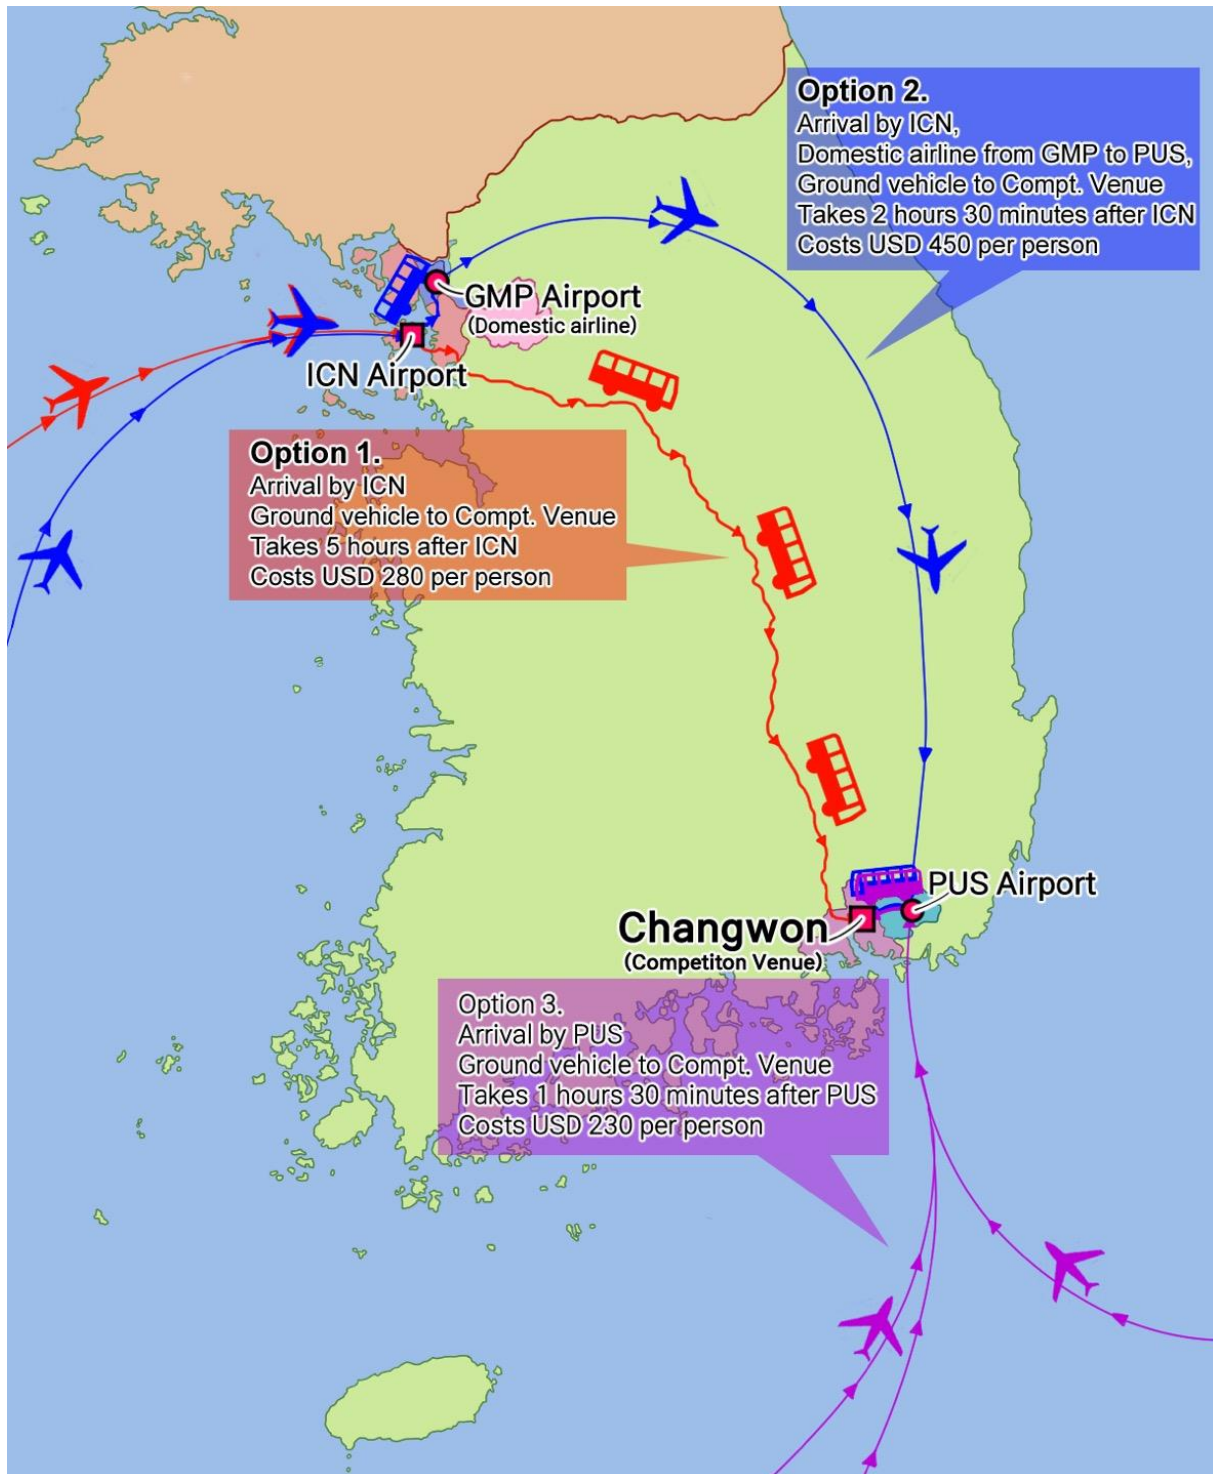 Option 2.
Arrival by ICN,
Domestic airline from GMP to PUS,
Ground vehicle to Compt. Venue
Takes 2 hours 30 minutes after ICN
Costs USD 450 per person
GMP Airport
(Domestic airline)
ICN Airport
Option 1.
Arrival by ICN
Ground vehicle to Compt. Venue
Takes 5 hours after ICN
Costs USD 280 per person
PUS Airport
Changwon
(Competiton Venue)
Option 3.
Arrival by PUS
Ground vehicle to Compt. Venue
Takes 1 hours 30 minutes after PUS
Costs USD 230 per person